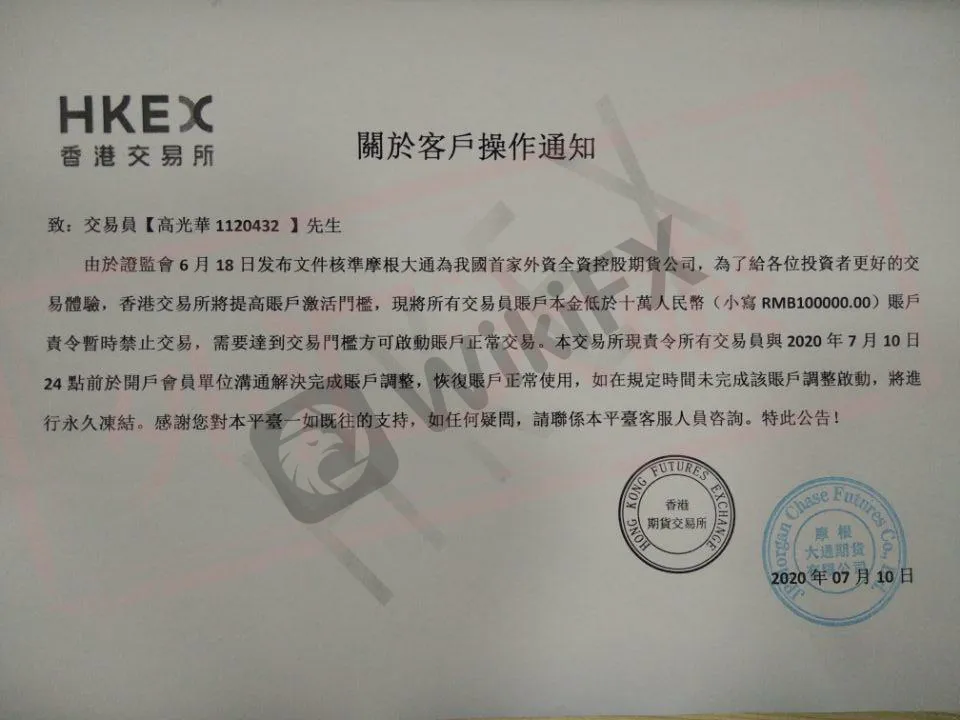 HKEX
香港交易所
關於客戶操作通知
致：交易員【高光華 1120432 】先生
由於證監會 6 月 18 日发布文件核準摩根大通為我國首家外資全資控股期貨公司，為了給各位投資者更好的交
易體驗，香港交易所將提高賬戶激活門檻，現將所有交易員賬戶本金低於十萬人民幣（小寫 RMB100000.00）賬戶
責令暫時禁止交易，需要達到交易門檻方可啟動賬戶正常交易。本交易所現責令所有交易員與 2020 年 7 月 10 日
24 點前於開戶會員單位溝通解決完成賬戶調整，恢復賬戶正常使用，如在規定時間未完成該賬戶調整啟動，將進
行永久凍結。感謝您對本平臺一如既往的支持，如任何疑問，請聯係本平臺客服人員咨詢。特此公告！
WikiFX
HONG KONG FUTURES EXCHANGE
香港
期貨交易所
JPMorgan Chase Futures Co., Ltd.
摩根
大通期貨
有限公司
2020 年 07 月 10 日